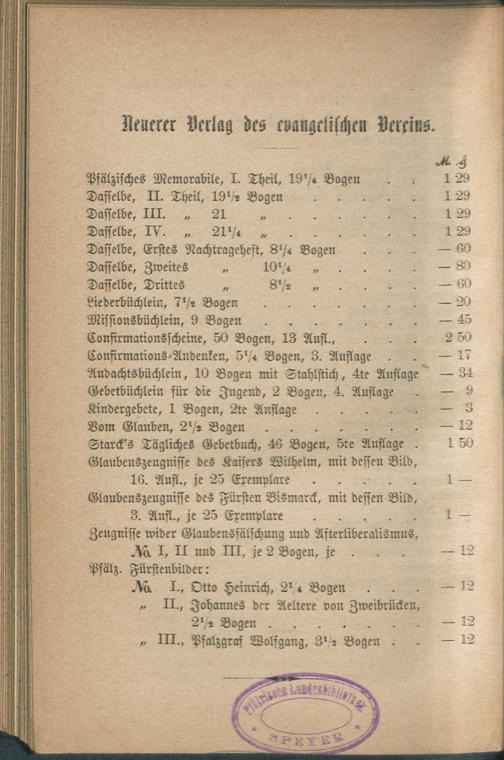 Neuerer Verlag des evangelischen Vereins.
M. ₰
Pfälzisches Memorabile, I. Theil, 19¹/₄ Bogen . . 1 29
Dasselbe, II. Theil, 19¹/₂ Bogen . . . . . 1 29
Dasselbe, III. „ 21 „ . . . . . 1 29
Dasselbe, IV. „ 21¹/₄ „ . . . . . 1 29
Dasselbe, Erstes Nachtragsheft, 8¹/₄ Bogen . . . — 60
Dasselbe, Zweites „ 10¹/₄ „ . . . — 80
Dasselbe, Drittes „ 8¹/₂ „ . . . — 60
Liederbüchlein, 7¹/₂ Bogen . . . . . . — 20
Missionsbüchlein, 9 Bogen . . . . . . — 45
Confirmationsscheine, 50 Bogen, 13 Aufl., . . . 2 50
Confirmations-Andenken, 5¹/₄ Bogen, 3. Auflage . . — 17
Andachtsbüchlein, 10 Bogen mit Stahlstich, 4te Auflage — 34
Gebetbüchlein für die Jugend, 2 Bogen, 4. Auflage . — 9
Kindergebete, 1 Bogen, 2te Auflage . . . . — 3
Vom Glauben, 2¹/₂ Bogen . . . . . . — 12
Starck's Tägliches Gebetbuch, 46 Bogen, 5te Auflage . 1 50
Glaubenszeugnisse des Kaisers Wilhelm, mit dessen Bild,
16. Aufl., je 25 Exemplare . . . . . 1 —
Glaubenszeugnisse des Fürsten Bismarck, mit dessen Bild,
3. Aufl., je 25 Exemplare . . . . . 1 —
Zeugnisse wider Glaubensfälschung und Afterliberalismus,
No. I, II und III, je 2 Bogen, je . . . . — 12
Pfälz. Fürstenbilder:
No. I., Otto Heinrich, 2¹/₄ Bogen . . . . — 12
„ II., Johannes der Aeltere von Zweibrücken,
2¹/₂ Bogen . . . . . . . — 12
„ III., Pfalzgraf Wolfgang, 3¹/₂ Bogen . . — 12
Pfälzische Landesbibliothek
* SPEYER *